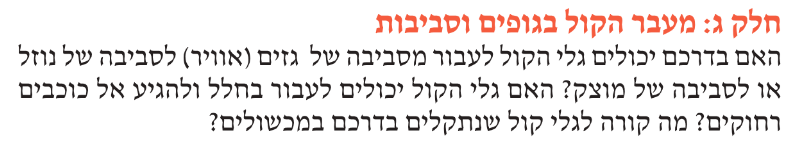 חלק ג: מעבר הקול בגופים וסביבות
האם בדרכם יכולים גלי הקול לעבור מסביבה של גזים (אוויר) לסביבה של נוזל
או לסביבה של מוצק? האם גלי הקול יכולים לעבור בחלל ולהגיע אל כוכבים
רחוקים? מה קורה לגלי קול שנתקלים בדרכם במכשולים?